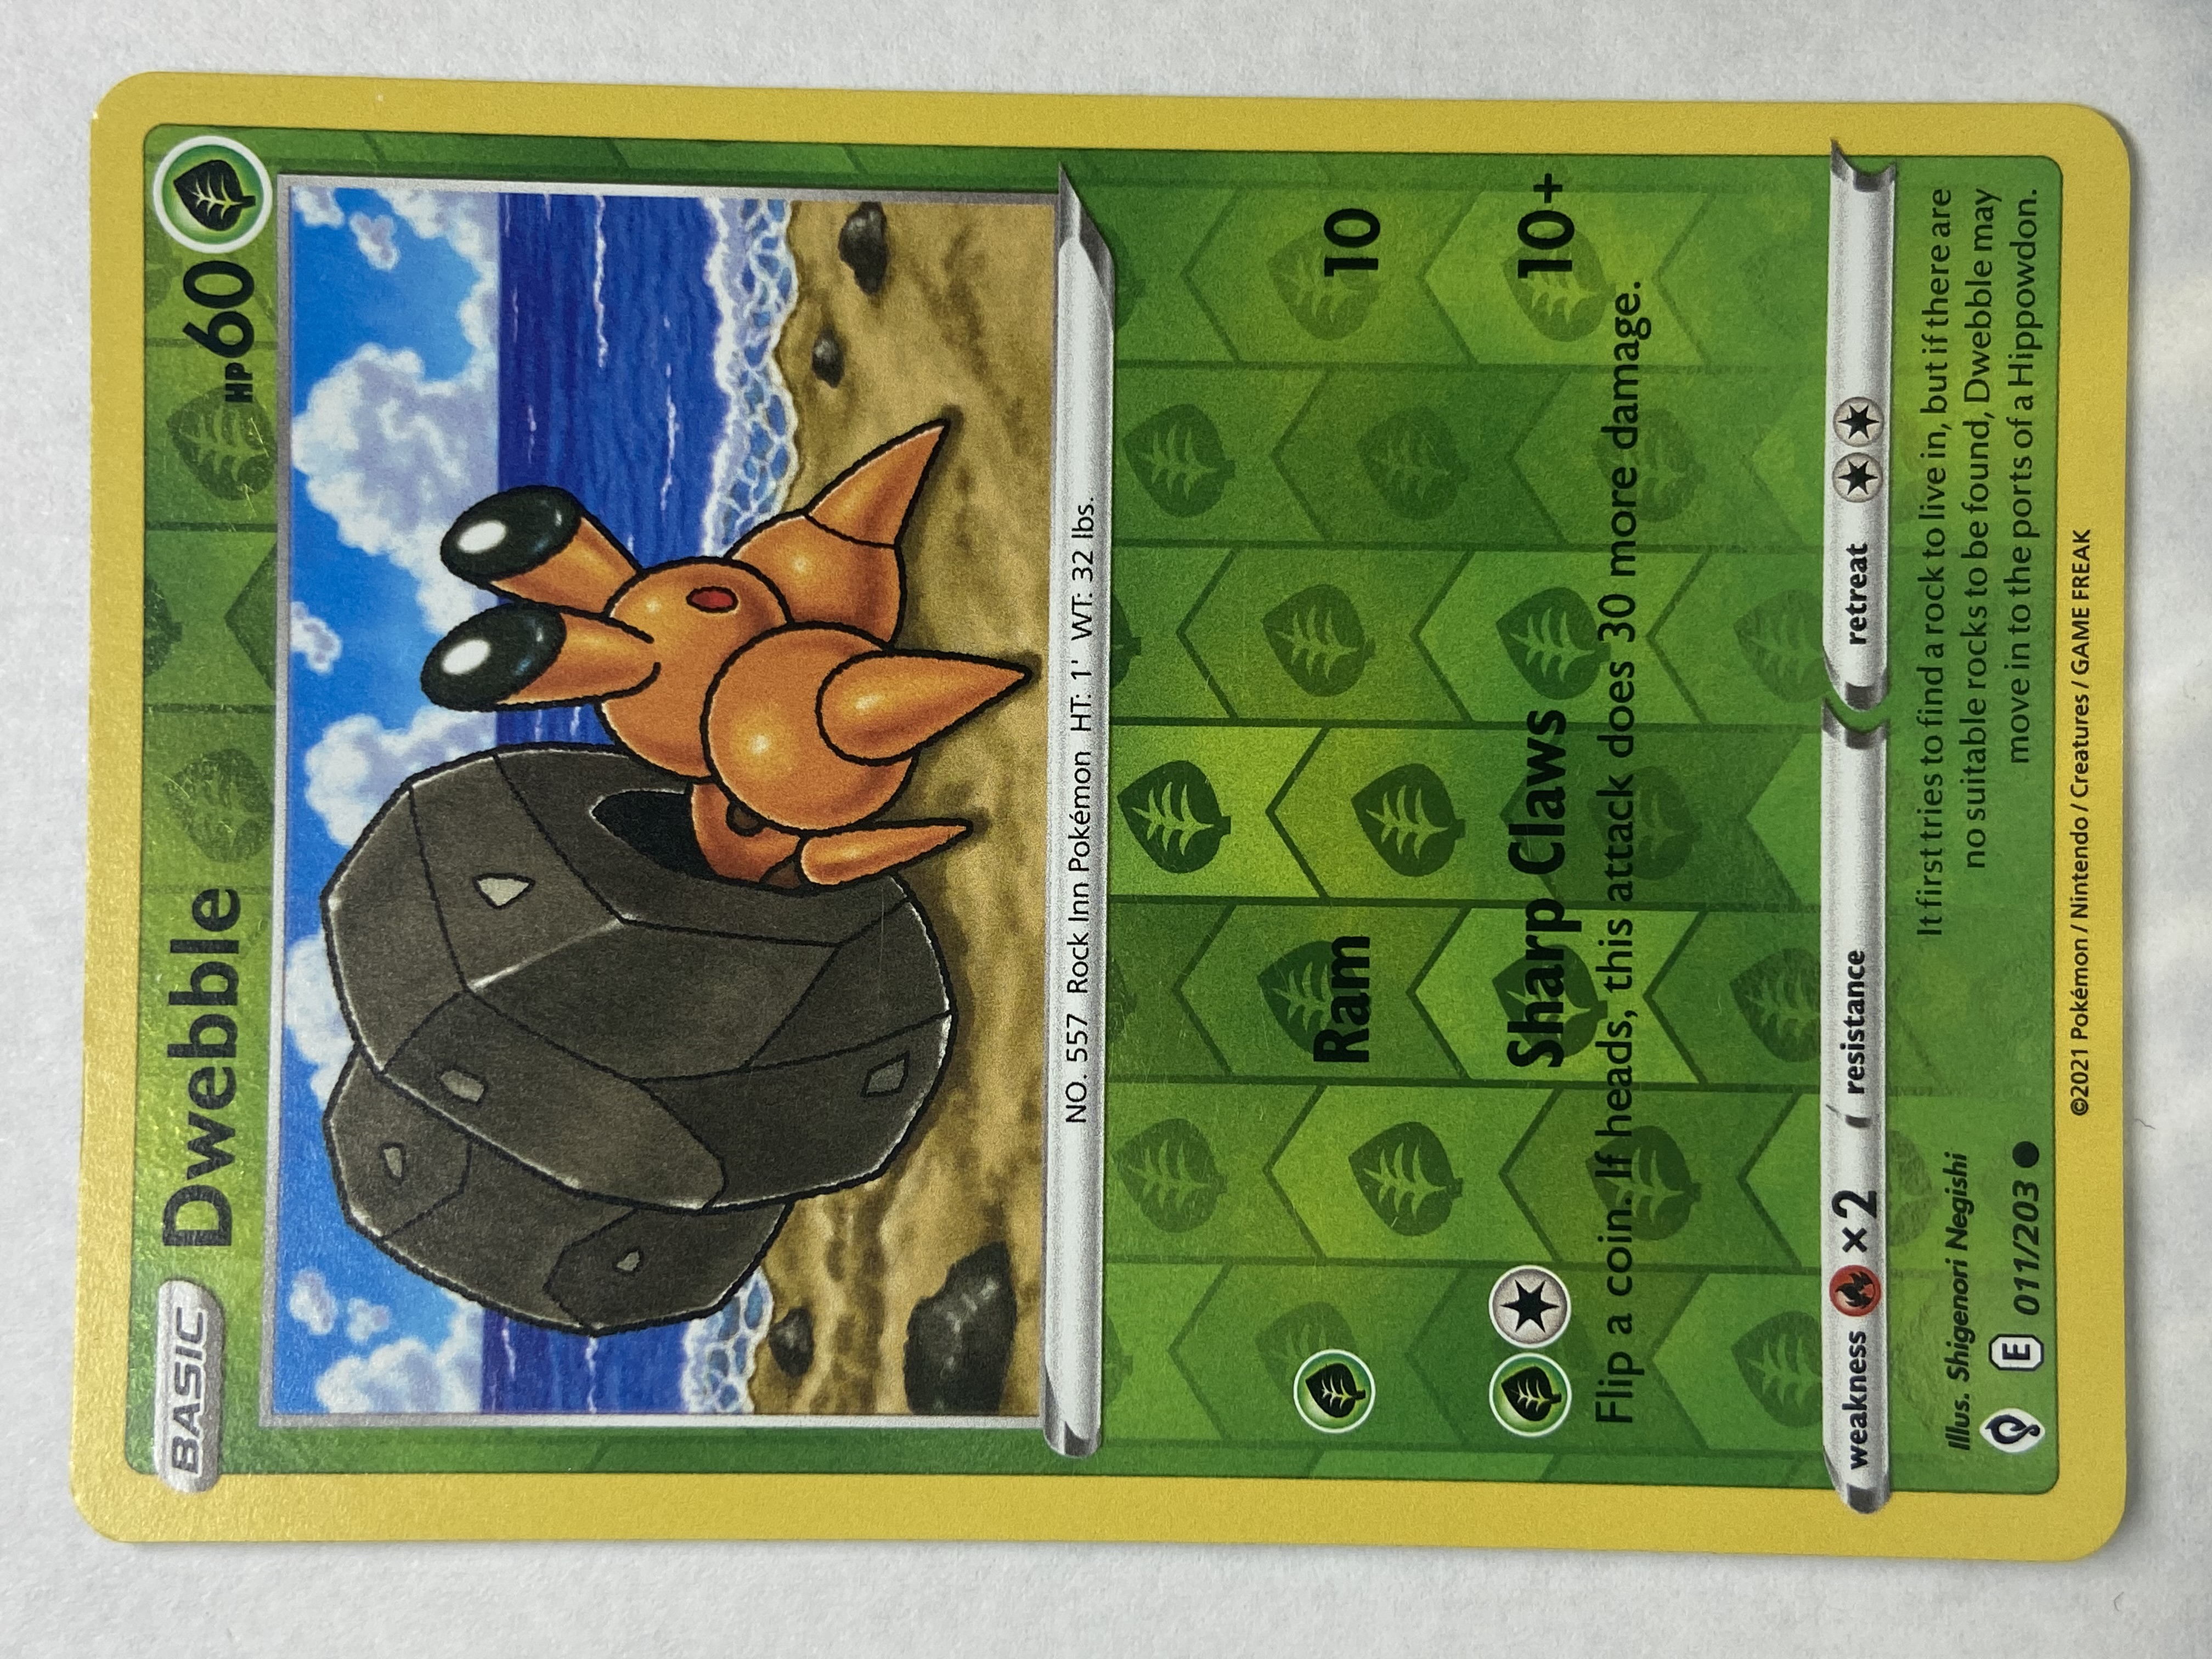 BASIC Dwebble HP 60
NO. 557 Rock Inn Pokémon HT: 1' WT: 32 lbs.
Ram 10
Sharp Claws 10+
Flip a coin. If heads, this attack does 30 more damage.
weakness ×2 resistance retreat
Illus. Shigenori Negishi
E 011/203
It first tries to find a rock to live in, but if there are
no suitable rocks to be found, Dwebble may
move in to the ports of a Hippowdon.
©2021 Pokémon / Nintendo / Creatures / GAME FREAK